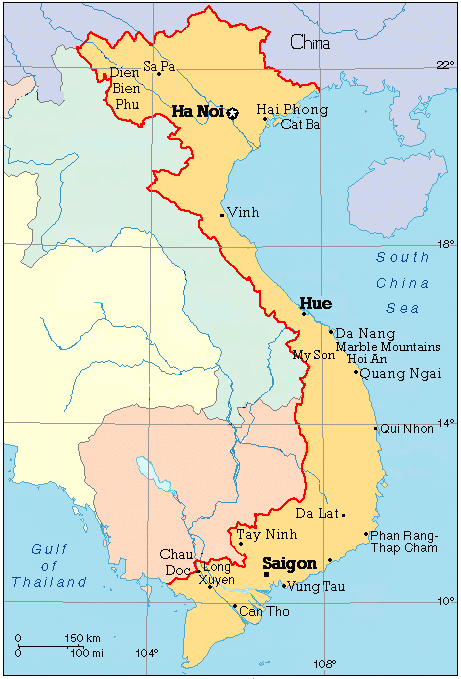 China
22°
Sa Pa
Dien
Bien
Phu
Ha Noi
Hai Phong
Cat Ba
Vinh
18°
South
China
Sea
Hue
Da Nang
Marble Mountains
My Son
Hoi An
Quang Ngai
14°
Qui Nhon
Da Lat
Phan Rang-
Thap Cham
Tay Ninh
Gulf
of
Thailand
Chau
Doc
Long
Xuyen
Saigon
Vung Tau
10°
Can Tho
0 150 km
0 100 mi
104°
108°